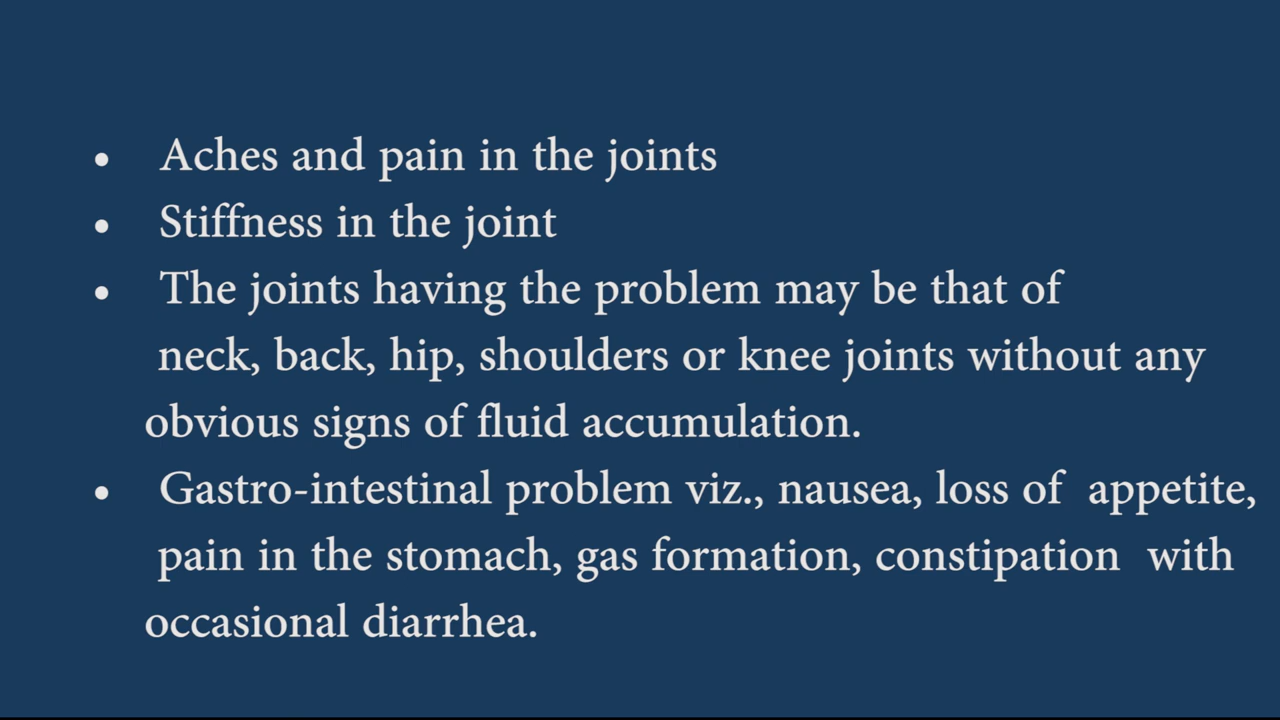 • Aches and pain in the joints
• Stiffness in the joint
• The joints having the problem may be that of
neck, back, hip, shoulders or knee joints without any
obvious signs of fluid accumulation.
• Gastro-intestinal problem viz., nausea, loss of appetite,
pain in the stomach, gas formation, constipation with
occasional diarrhea.